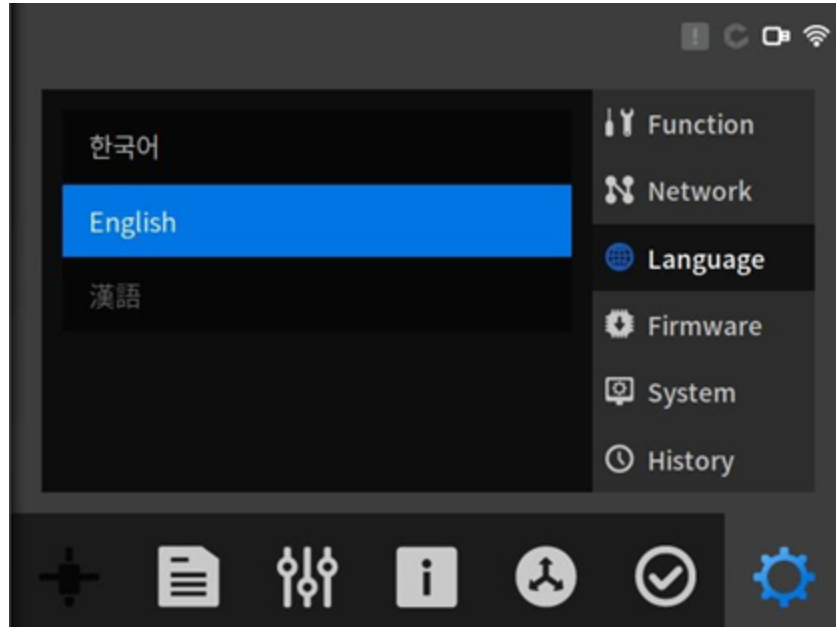 한국어
English
漢語
Function
Network
Language
Firmware
System
History